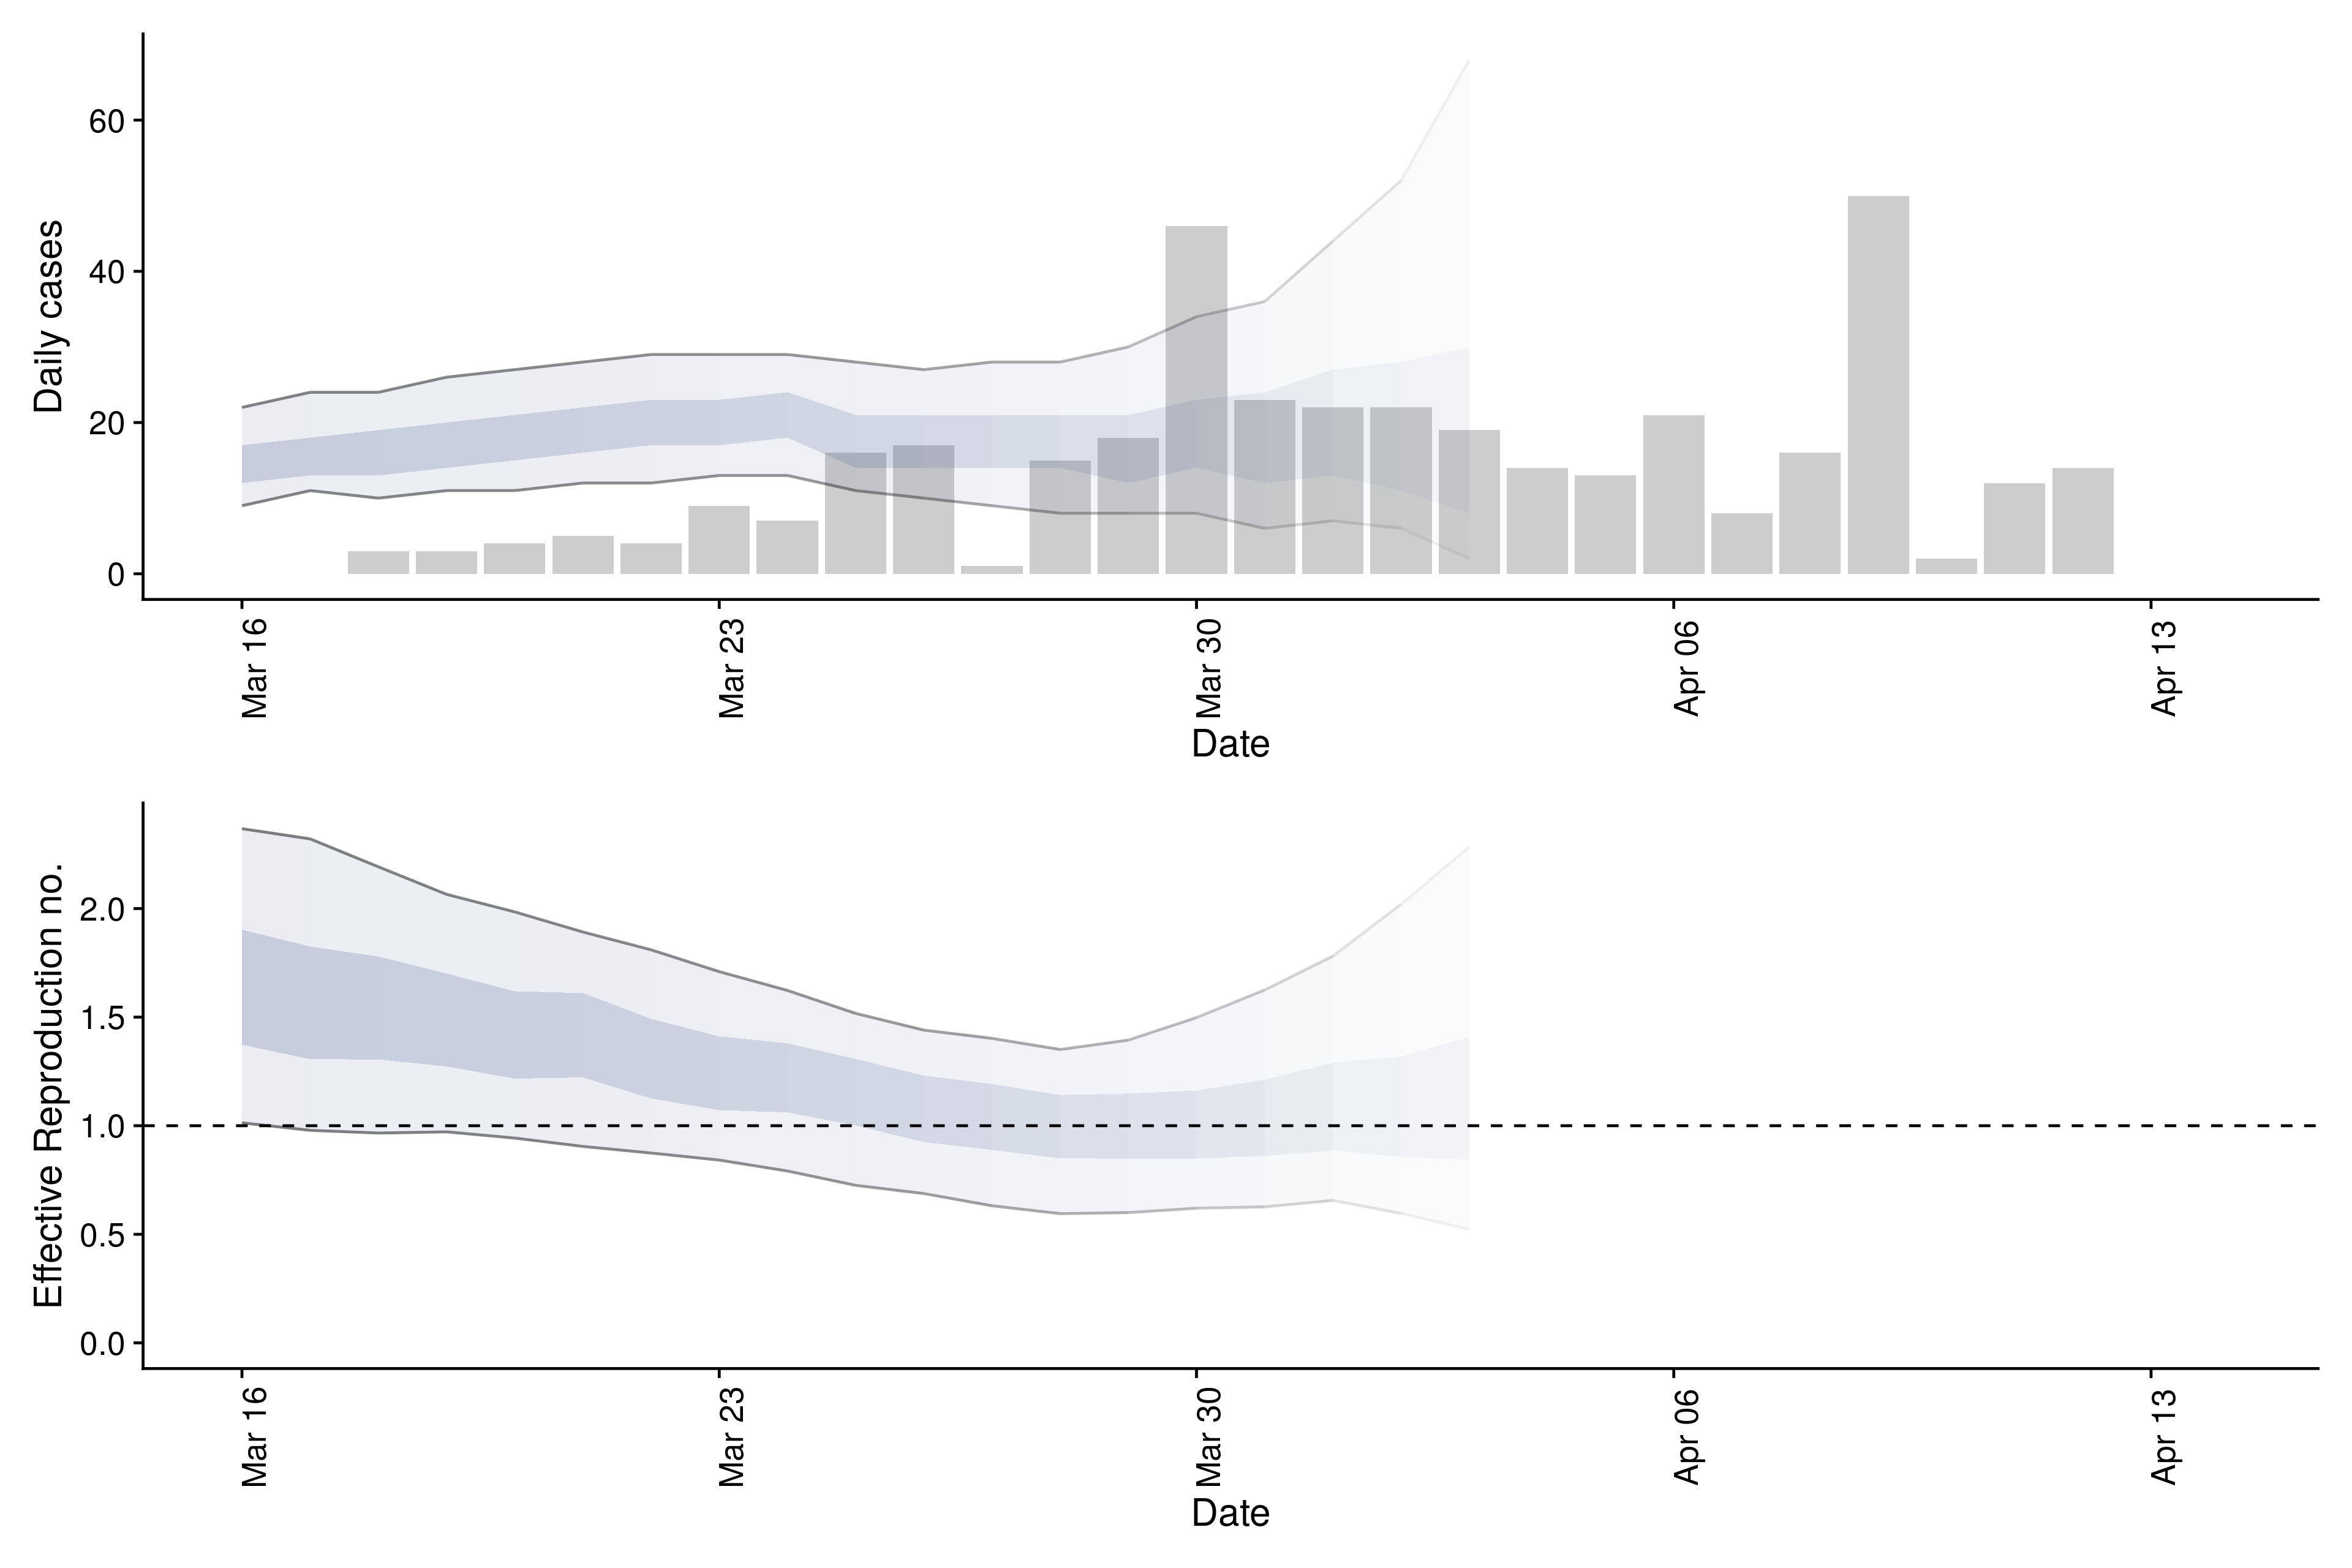 Daily cases
60
40
20
0
Mar 16
Mar 23
Mar 30
Apr 06
Apr 13
Date
Effective Reproduction no.
2.0
1.5
1.0
0.5
0.0
Mar 16
Mar 23
Mar 30
Apr 06
Apr 13
Date